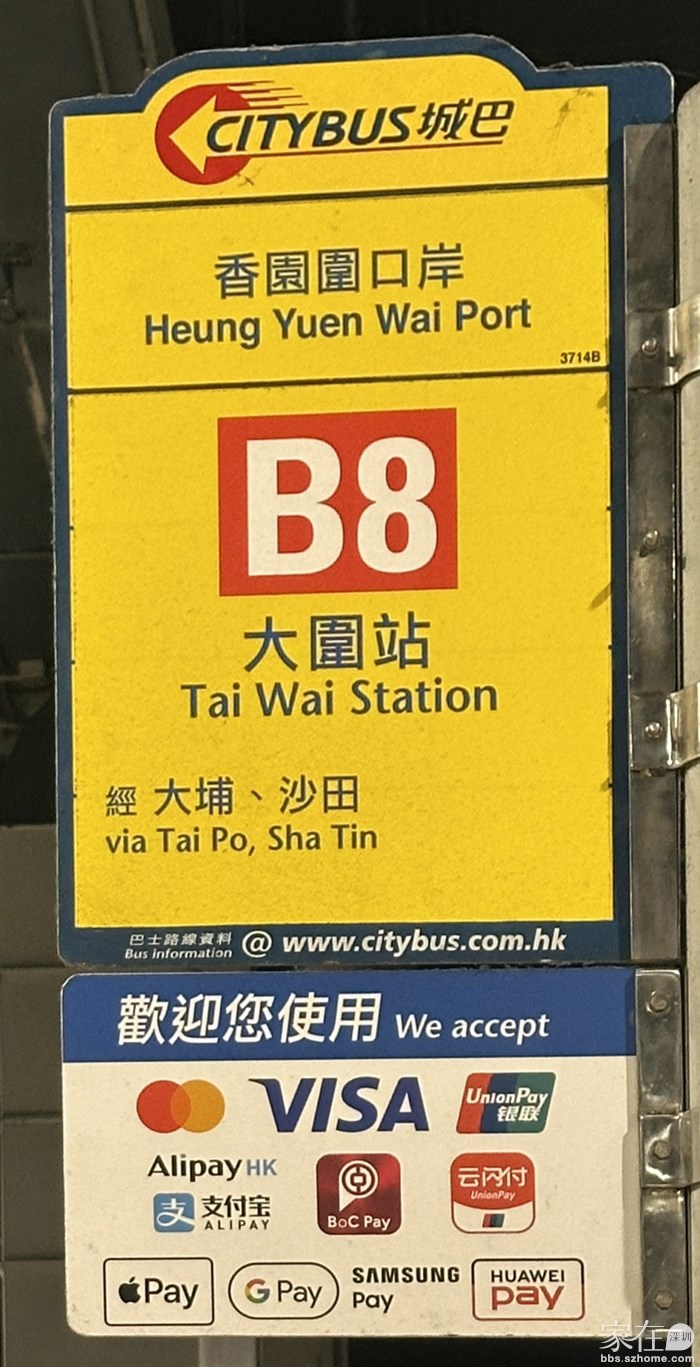 CITYBUS城巴
香園圍口岸
Heung Yuen Wai Port
3714B
B8
大圍站
Tai Wai Station
經 大埔、沙田
via Tai Po, Sha Tin
巴士路線資料
Bus information
@ www.citybus.com.hk
歡迎您使用 We accept
VISA
UnionPay
银联
Alipay HK
支付宝
ALIPAY
BoC Pay
云闪付
UnionPay
Pay
G Pay
SAMSUNG
Pay
HUAWEI
pay
家在深圳
bbs.szhome.com